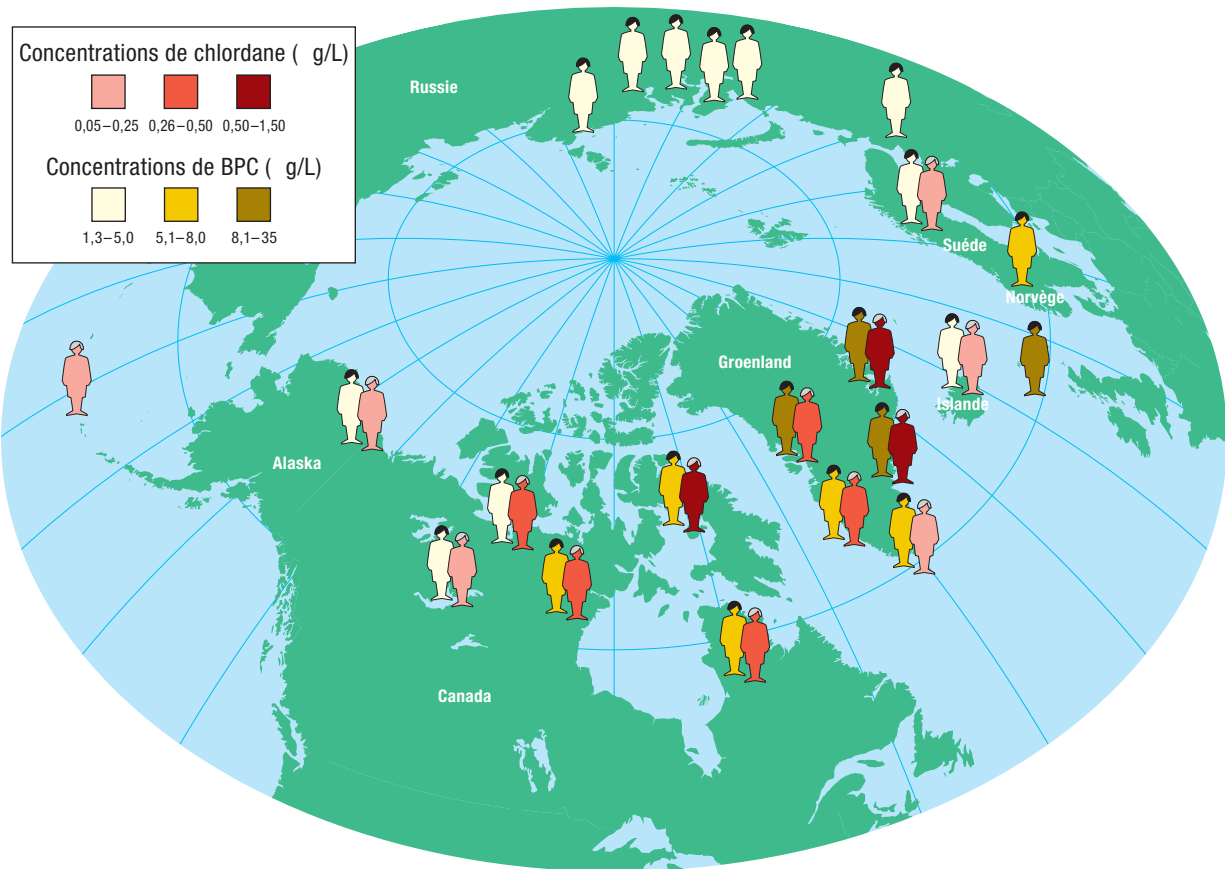 Concentrations de chlordane ( g/L)
0,05–0,25 0,26–0,50 0,50–1,50
Concentrations de BPC ( g/L)
1,3–5,0 5,1–8,0 8,1–35
Russie
Suéde
Norvège
Groenland
Islande
Alaska
Canada